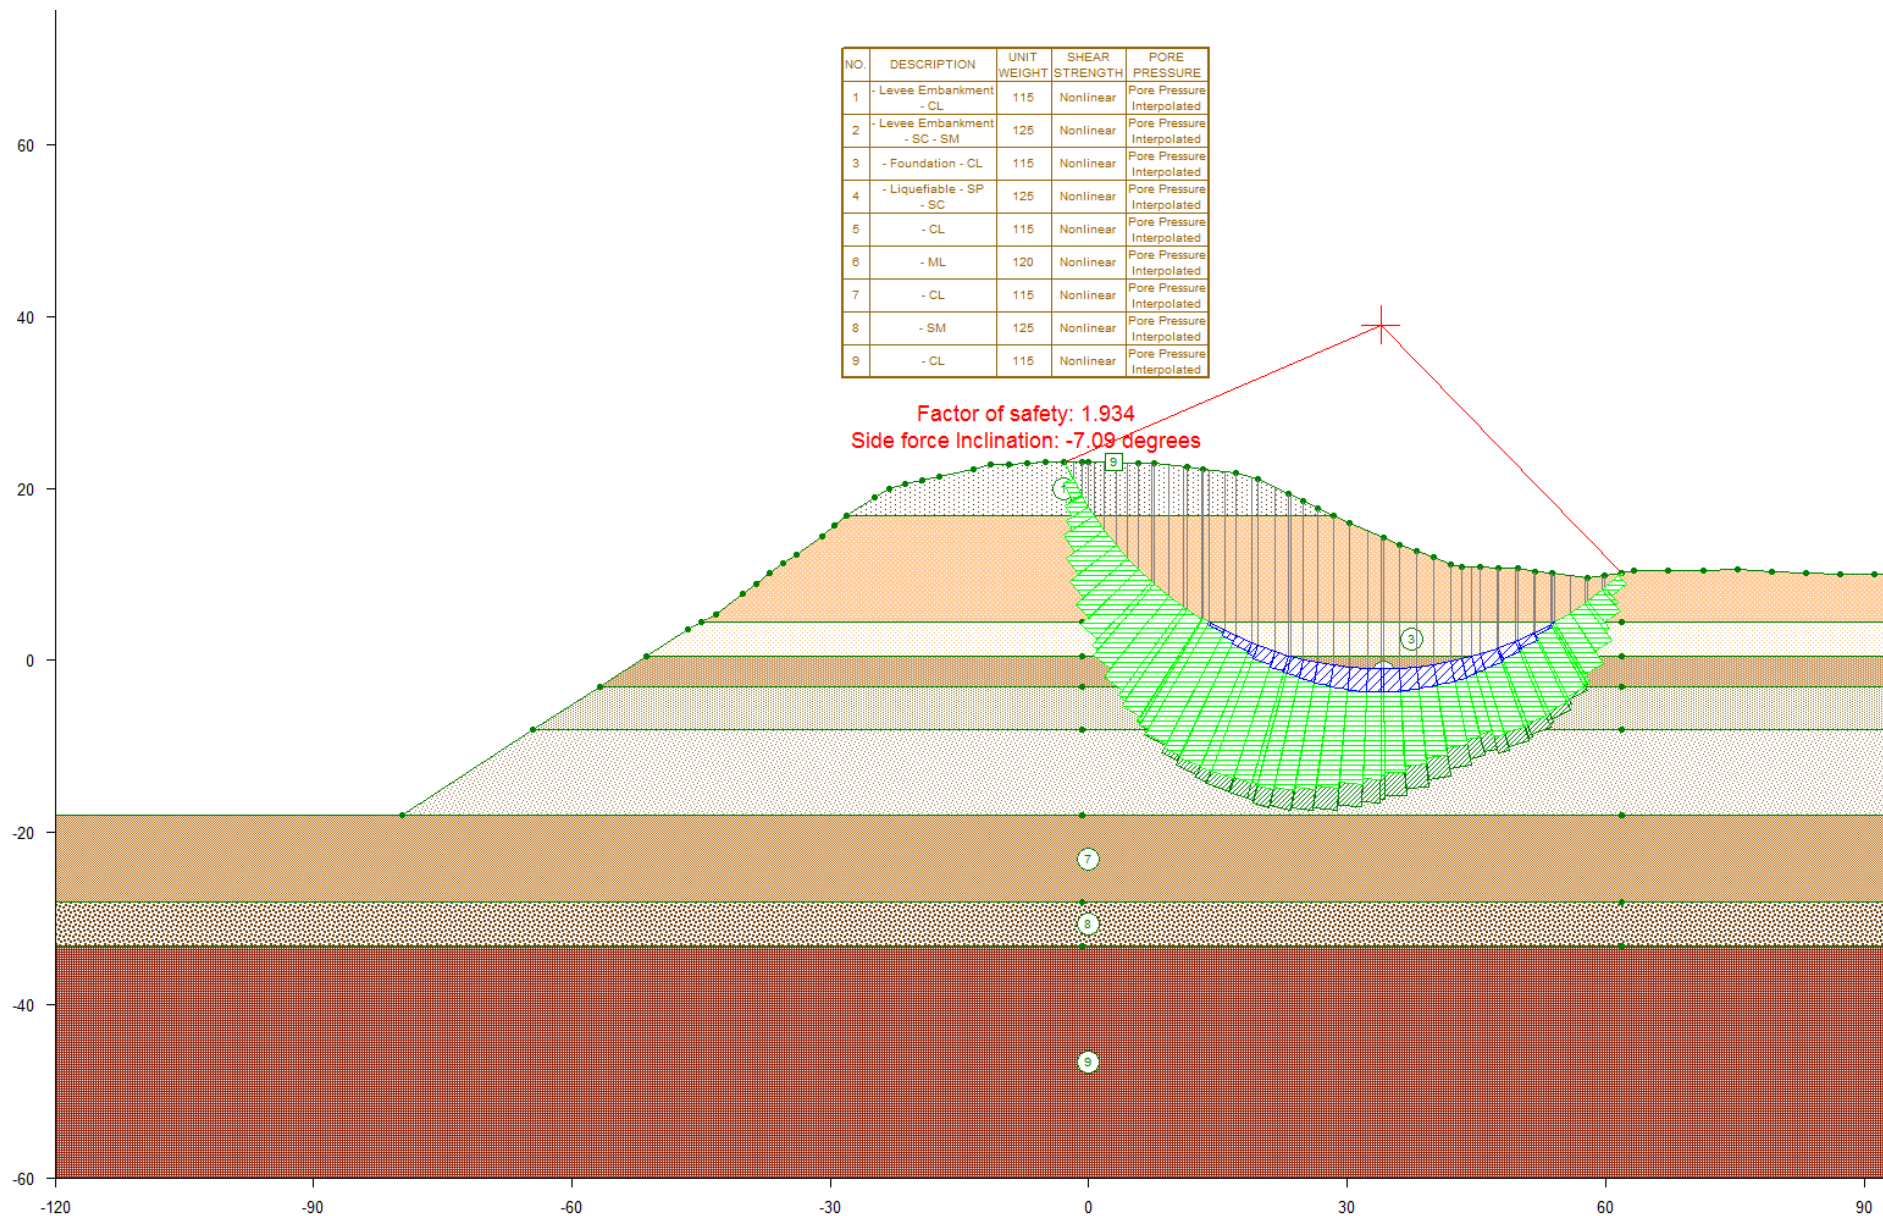 NO. DESCRIPTION UNIT WEIGHT SHEAR STRENGTH PORE PRESSURE
1 - Levee Embankment - CL 115 Nonlinear Pore Pressure Interpolated
2 - Levee Embankment - SC - SM 125 Nonlinear Pore Pressure Interpolated
3 - Foundation - CL 115 Nonlinear Pore Pressure Interpolated
4 - Liquefiable - SP - SC 125 Nonlinear Pore Pressure Interpolated
5 - CL 115 Nonlinear Pore Pressure Interpolated
6 - ML 120 Nonlinear Pore Pressure Interpolated
7 - CL 115 Nonlinear Pore Pressure Interpolated
8 - SM 125 Nonlinear Pore Pressure Interpolated
9 - CL 115 Nonlinear Pore Pressure Interpolated
60
40
Factor of safety: 1.934
Side force Inclination: -7.09 degrees
9
20
3
0
-20
7
8
-40
9
-60
-120 -90 -60 -30 0 30 60 90